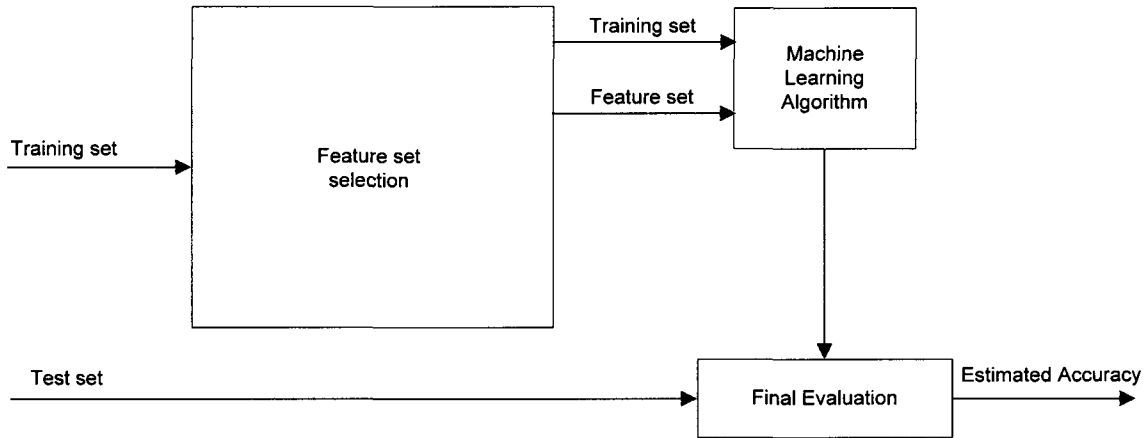 Training set
Feature set
selection
Training set
Feature set
Machine
Learning
Algorithm
Test set
Final Evaluation
Estimated Accuracy